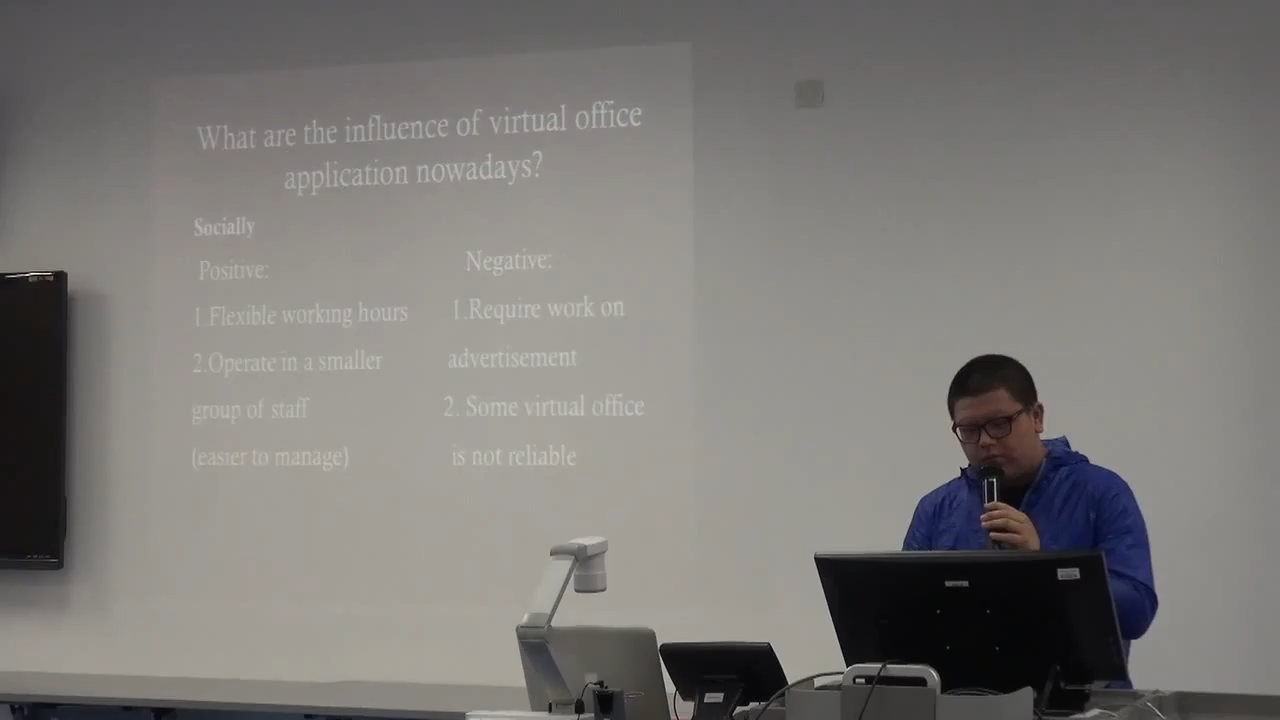 What are the influence of virtual office
application nowadays?
Socially
Positive:
1 Flexible working hours
2.Operate in a smaller
group of staff
(easier to manage)
Negative:
1.Require work on
advertisement
2. Some virtual office
is not reliable